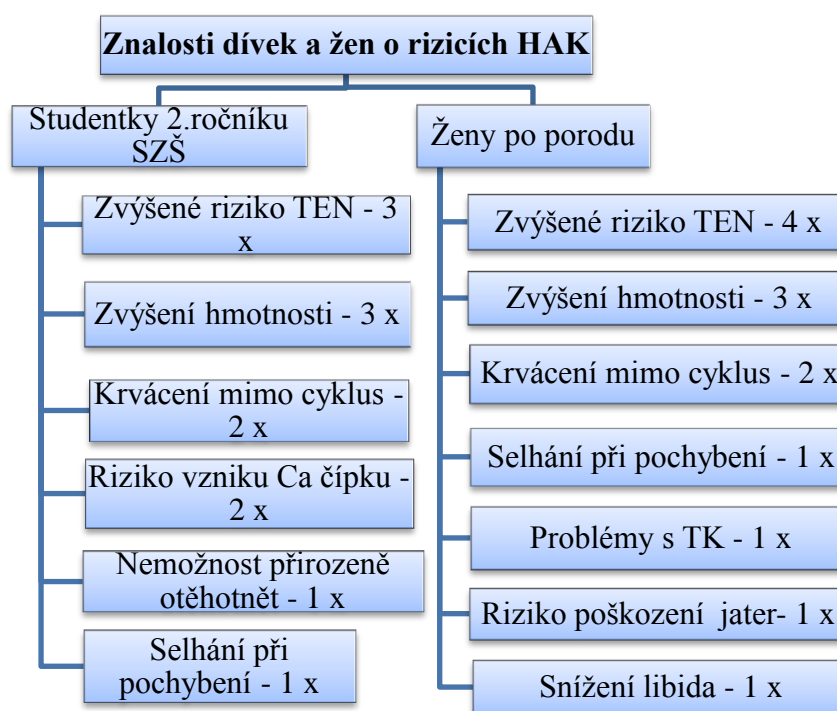 Znalosti dívek a žen o rizicích HAK
Studentky 2.ročníku
SZŠ
Zvýšené riziko TEN - 3
x
Zvýšení hmotnosti - 3 x
Krvácení mimo cyklus -
2 x
Riziko vzniku Ca čípku -
2 x
Nemožnost přirozeně
otěhotnět - 1 x
Selhání při
pochybení - 1 x
Ženy po porodu
Zvýšené riziko TEN - 4 x
Zvýšení hmotnosti - 3 x
Krvácení mimo cyklus - 2 x
Selhání při pochybení - 1 x
Problémy s TK - 1 x
Riziko poškození  jater- 1 x
Snížení libida - 1 x